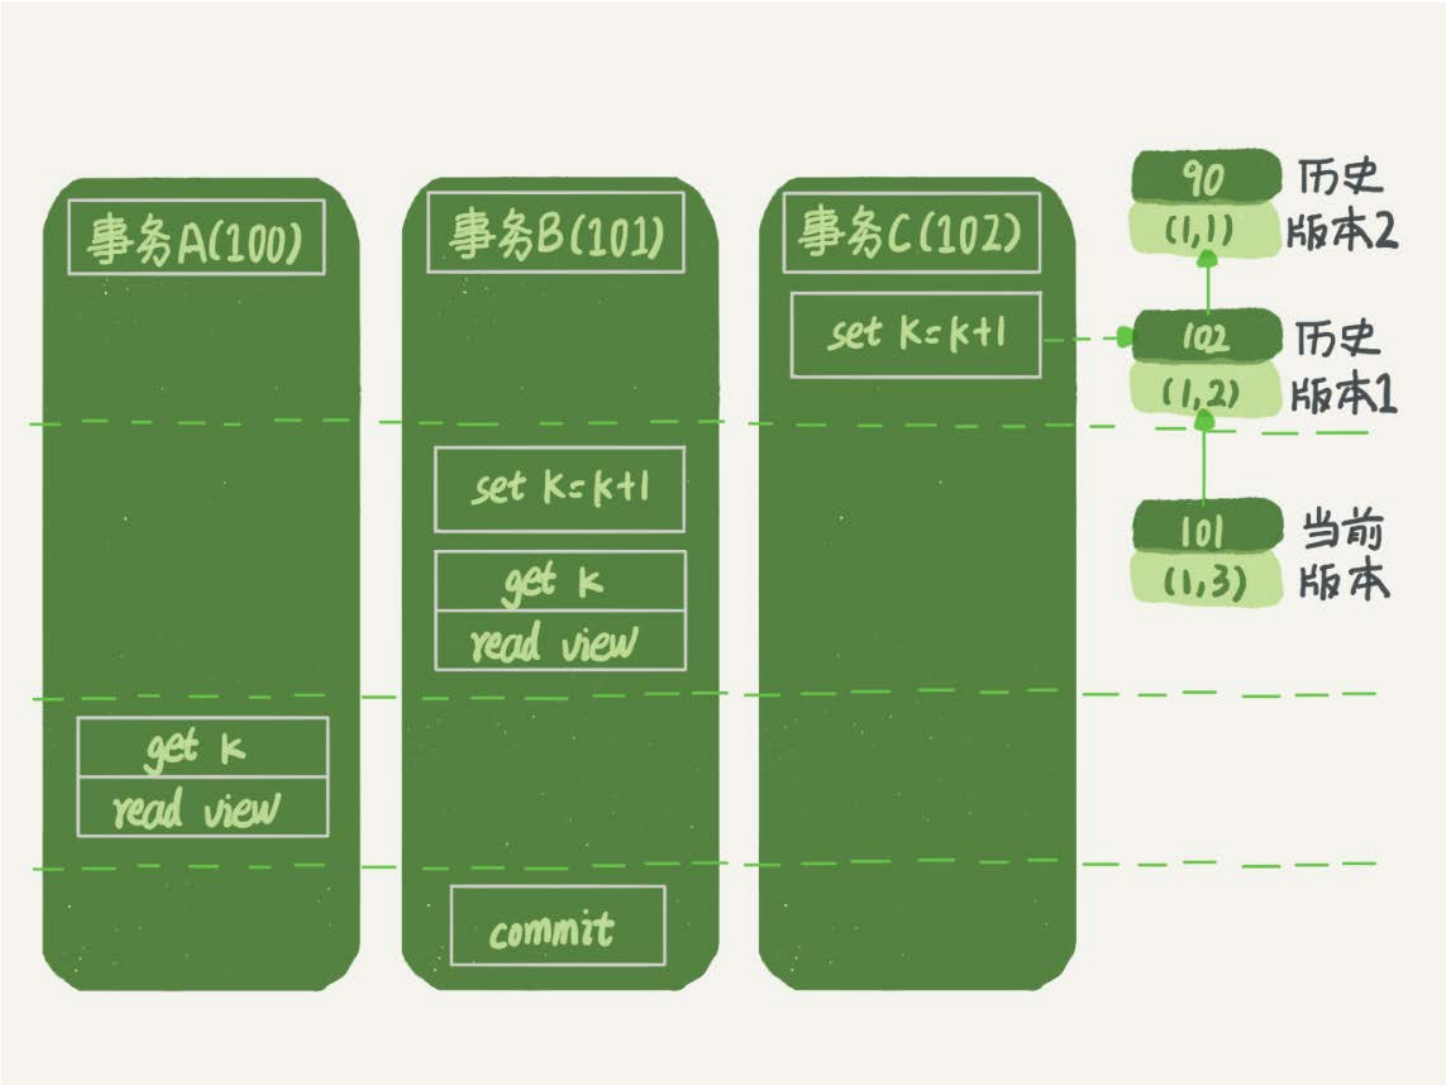 事务A(100)
get k
read view
事务B(101)
set k=k+1
get k
read view
commit
事务C(102)
set k=k+1
90
(1,1)
历史
版本2
102
(1,2)
历史
版本1
101
(1,3)
当前
版本